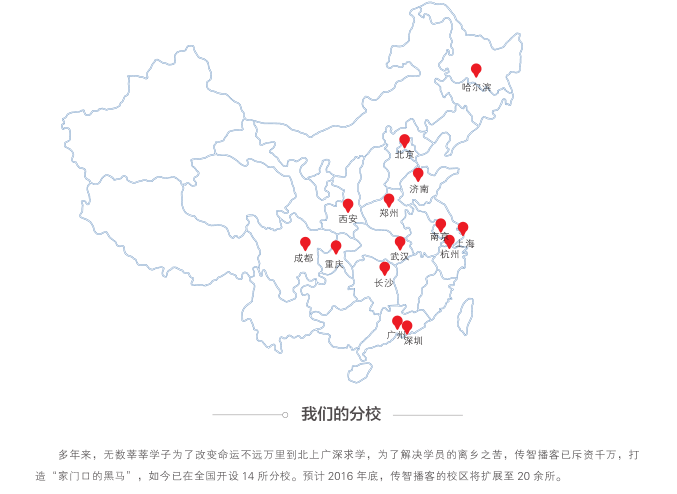 哈尔滨
北京
济南
西安
郑州
南京
上海
杭州
成都
重庆
武汉
长沙
广州
深圳
我们的分校
多年来，无数莘莘学子为了改变命运不远万里到北上广深求学，为了解决学员的离乡之苦，传智播客已斥资千万，打
造“家门口的黑马”，如今已在全国开设 14 所分校。预计 2016 年底，传智播客的校区将扩展至 20 余所。